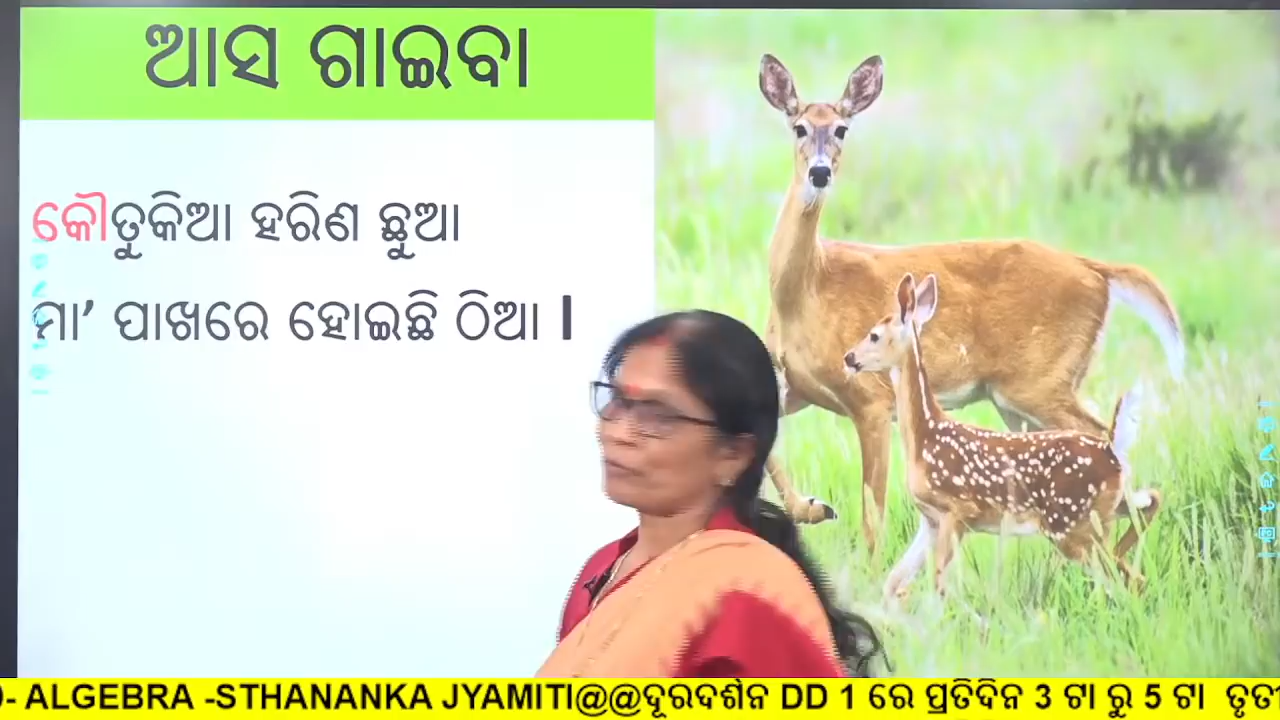 ଆସ ଗାଇବା
କୌତୁକିଆ ହରିଣ ଛୁଆ
ମା’ ପାଖରେ ହୋଇଛି ଠିଆ ।
- ALGEBRA -STHANANKA JYAMITI@@ଦୂରଦର୍ଶନ DD 1 ରେ ପ୍ରତିଦିନ 3 ଟା ରୁ 5 ଟା